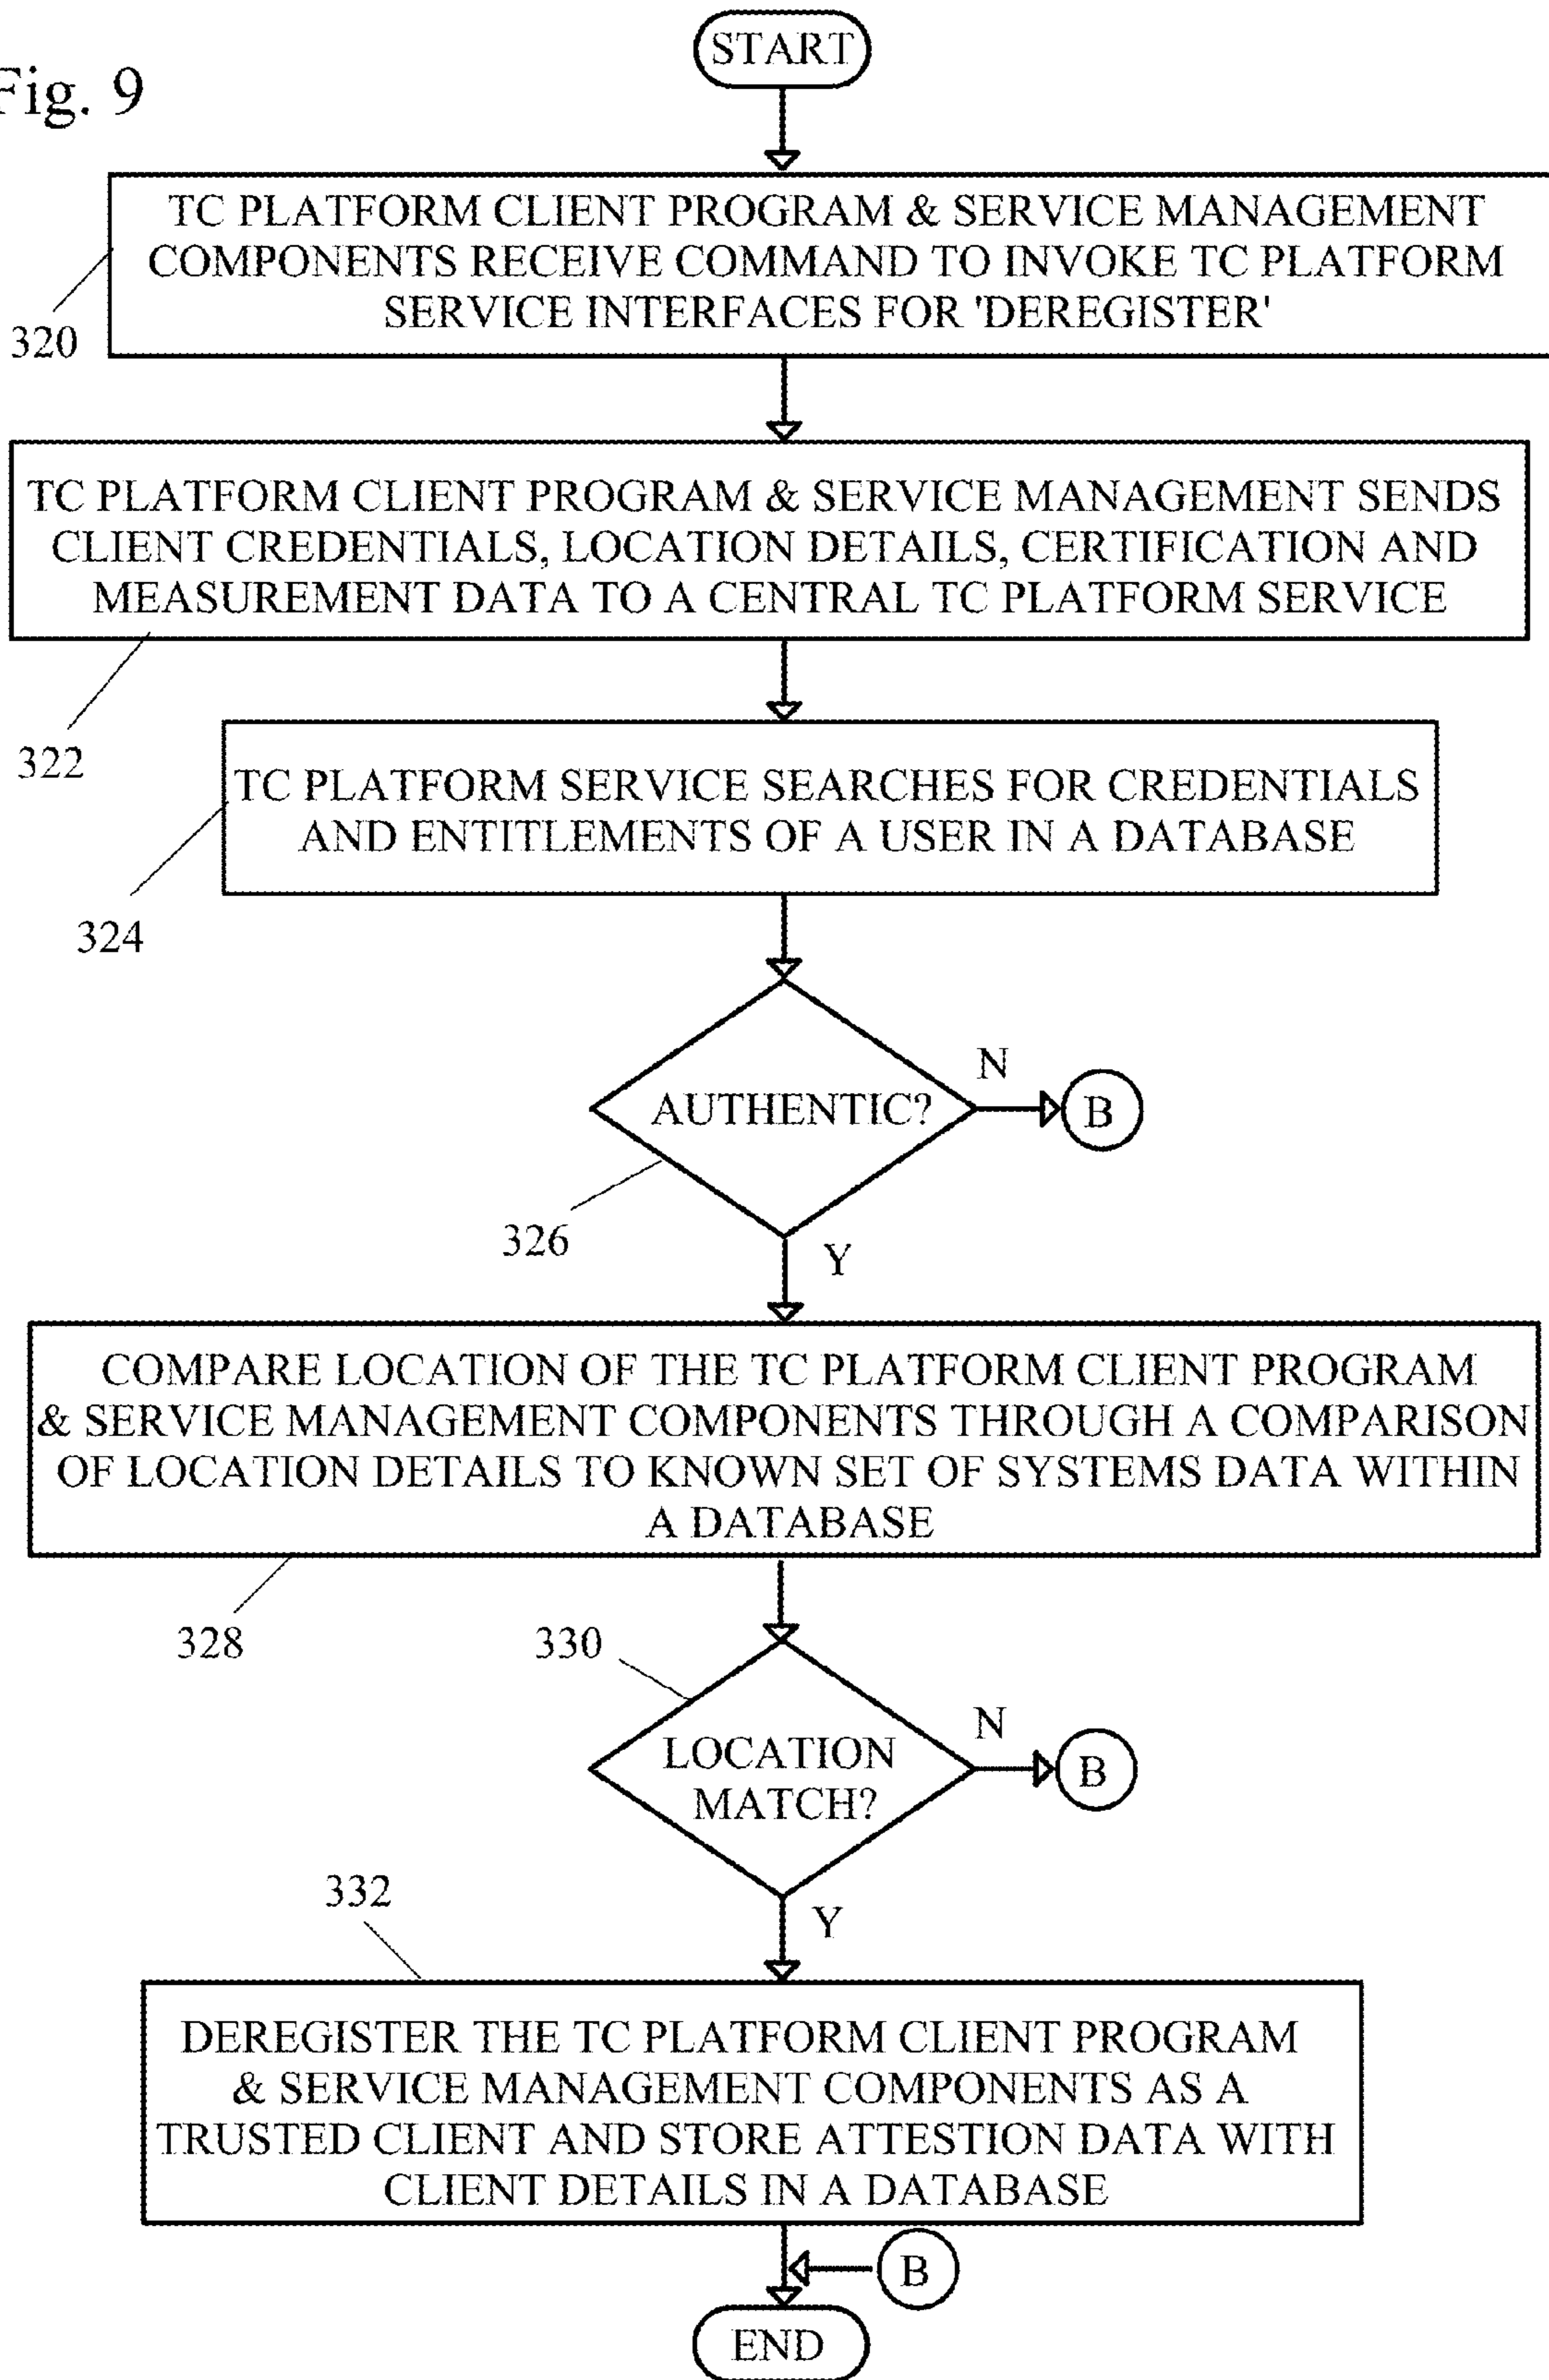 START
Fig. 9
TC PLATFORM CLIENT PROGRAM & SERVICE MANAGEMENT
COMPONENTS RECEIVE COMMAND TO INVOKE TC PLATFORM
SERVICE INTERFACES FOR 'DEREGISTER'
320
TC PLATFORM CLIENT PROGRAM & SERVICE MANAGEMENT SENDS
CLIENT CREDENTIALS, LOCATION DETAILS, CERTIFICATION AND
MEASUREMENT DATA TO A CENTRAL TC PLATFORM SERVICE
322
TC PLATFORM SERVICE SEARCHES FOR CREDENTIALS
AND ENTITLEMENTS OF A USER IN A DATABASE
324
AUTHENTIC?
N
B
326
Y
COMPARE LOCATION OF THE TC PLATFORM CLIENT PROGRAM
& SERVICE MANAGEMENT COMPONENTS THROUGH A COMPARISON
OF LOCATION DETAILS TO KNOWN SET OF SYSTEMS DATA WITHIN
A DATABASE
328
330
LOCATION
MATCH?
N
B
332
Y
DEREGISTER THE TC PLATFORM CLIENT PROGRAM
& SERVICE MANAGEMENT COMPONENTS AS A
TRUSTED CLIENT AND STORE ATTESTION DATA WITH
CLIENT DETAILS IN A DATABASE
B
END